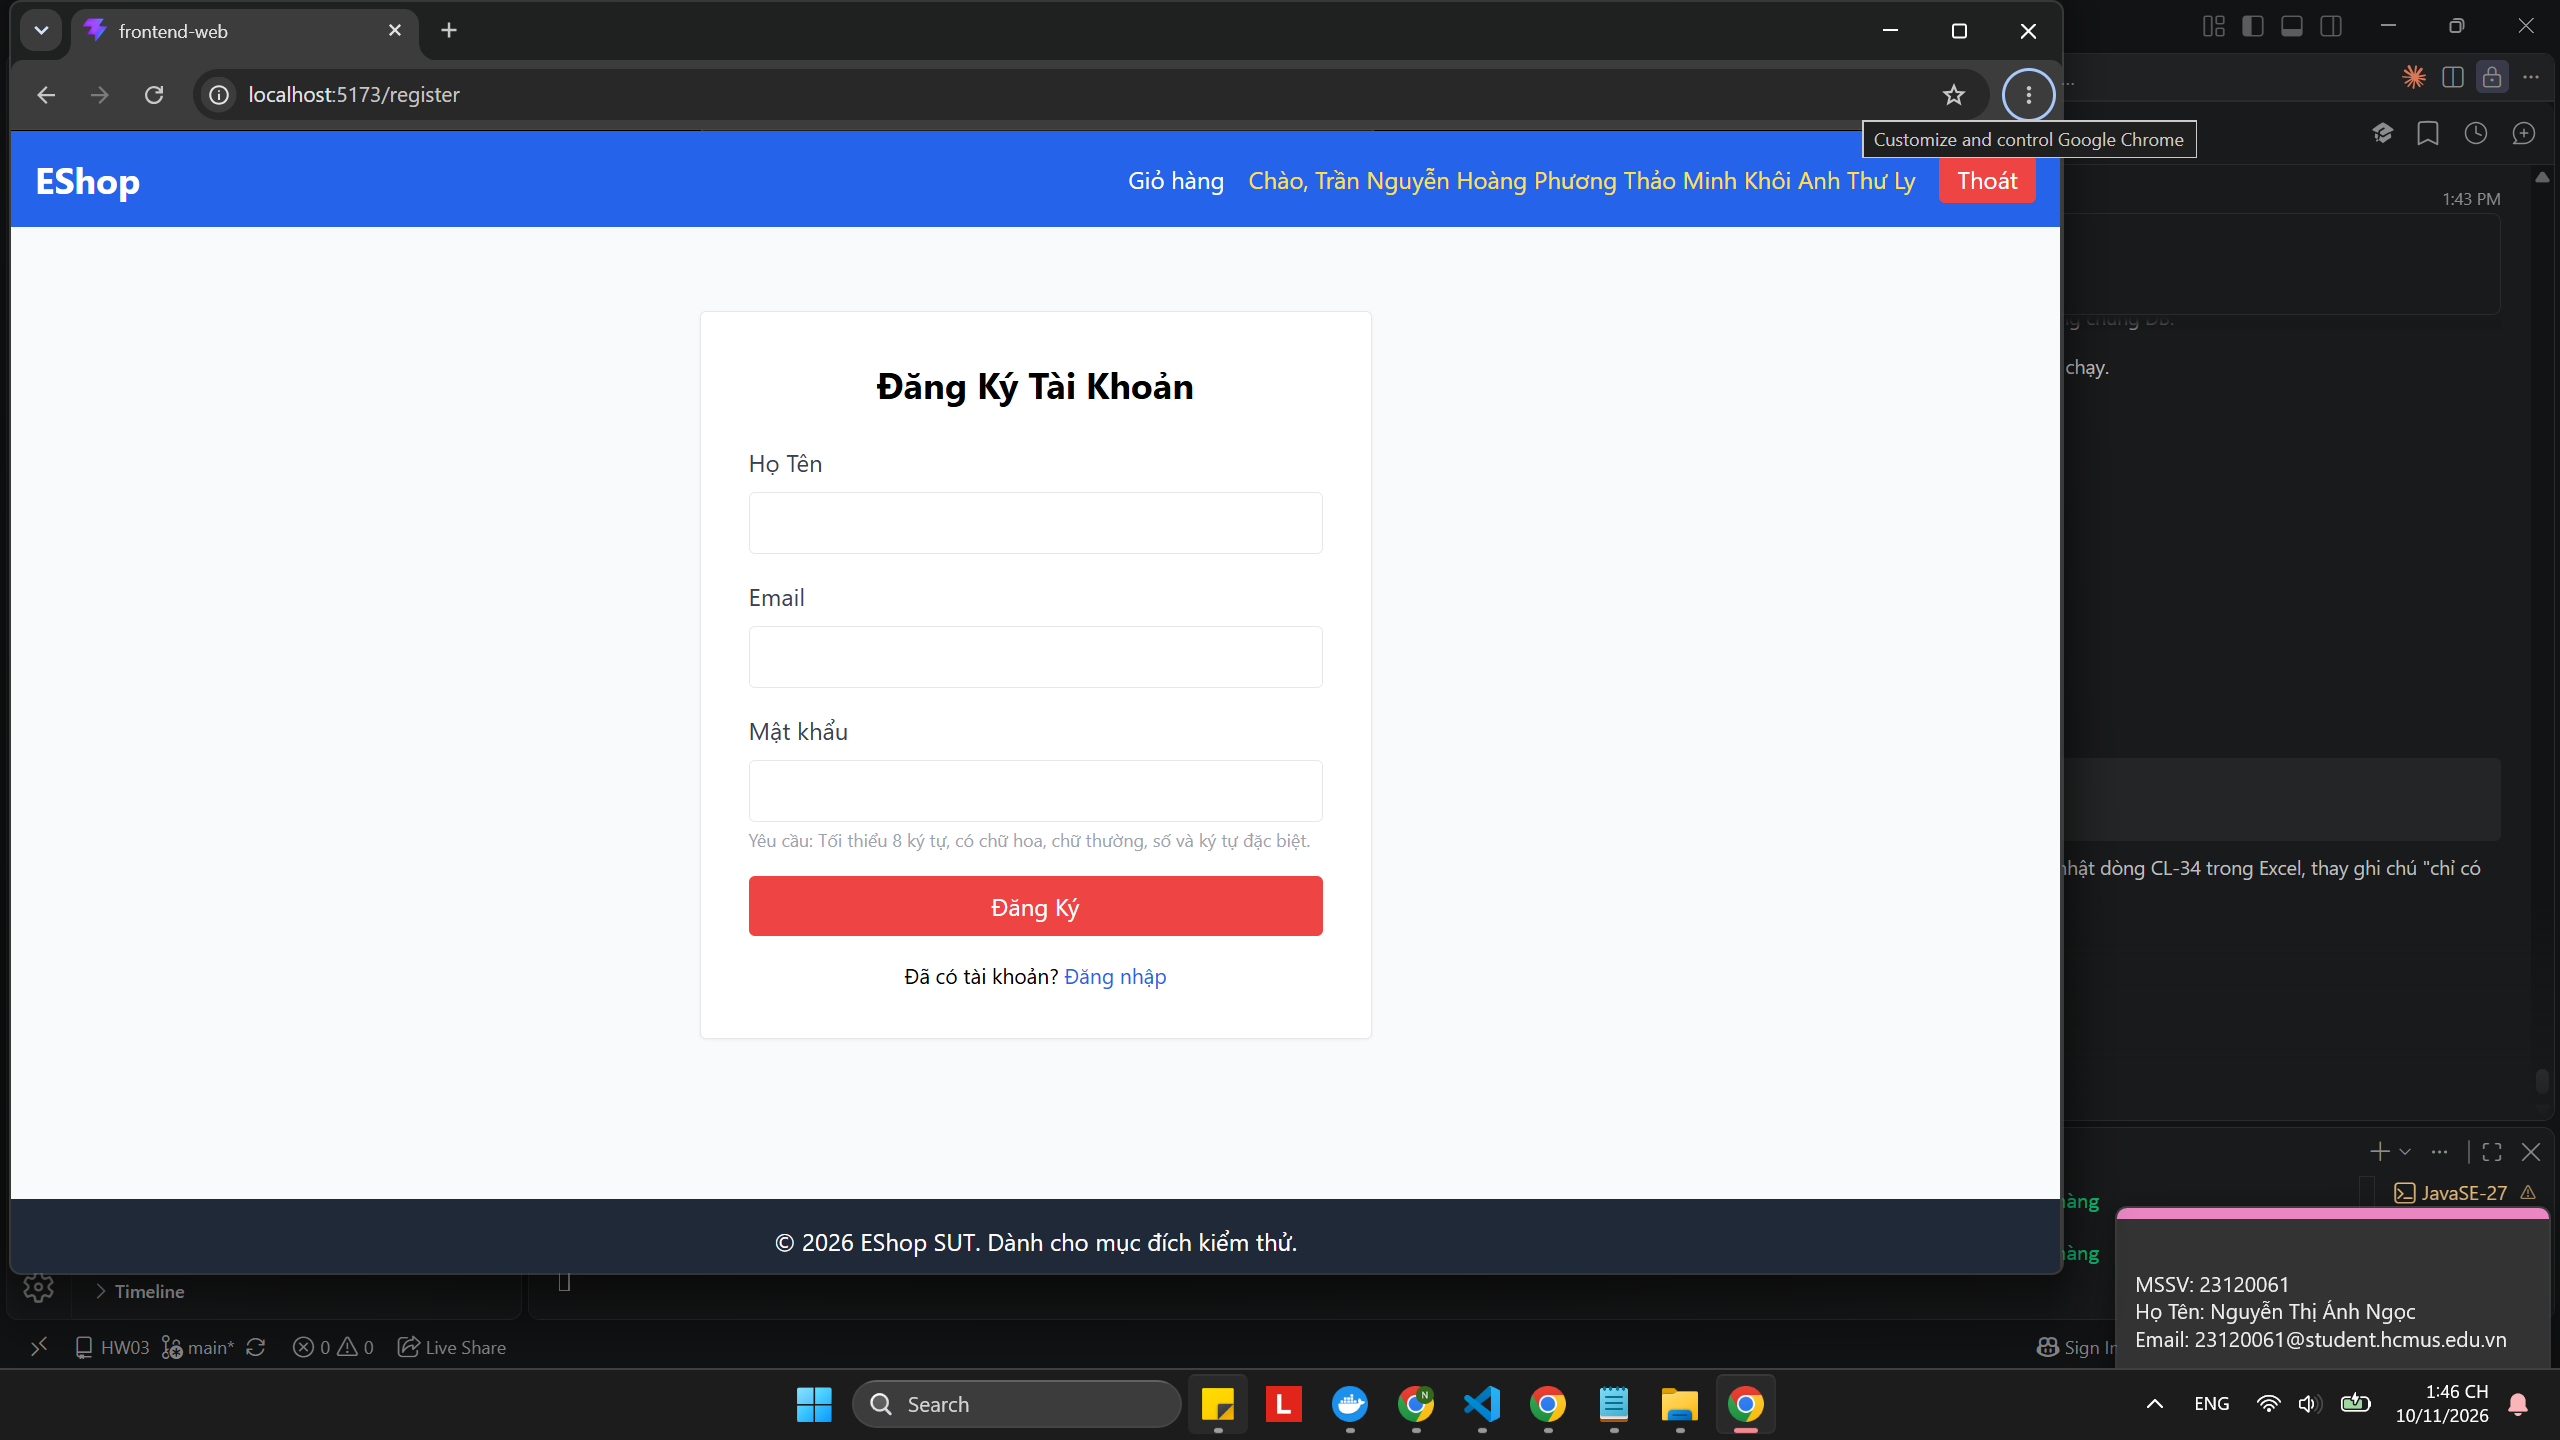 frontend-web
localhost:5173/register
Customize and control Google Chrome
EShop
Giỏ hàng
Chào, Trần Nguyễn Hoàng Phương Thảo Minh Khôi Anh Thư Ly
Thoát
1:43 PM
chạy.
Đăng Ký Tài Khoản
Họ Tên
Email
Mật khẩu
Yêu cầu: Tối thiểu 8 ký tự, có chữ hoa, chữ thường, số và ký tự đặc biệt.
Đăng Ký
Đã có tài khoản? Đăng nhập
dòng CL-34 trong Excel, thay ghi chú "chỉ có
JavaSE-27
© 2026 EShop SUT. Dành cho mục đích kiểm thử.
Timeline
MSSV: 23120061
Họ Tên: Nguyễn Thị Ánh Ngọc
Email: 23120061@student.hcmus.edu.vn
HW03 main* 0 0 Live Share
Sign
Search
ENG
1:46 CH
10/11/2026